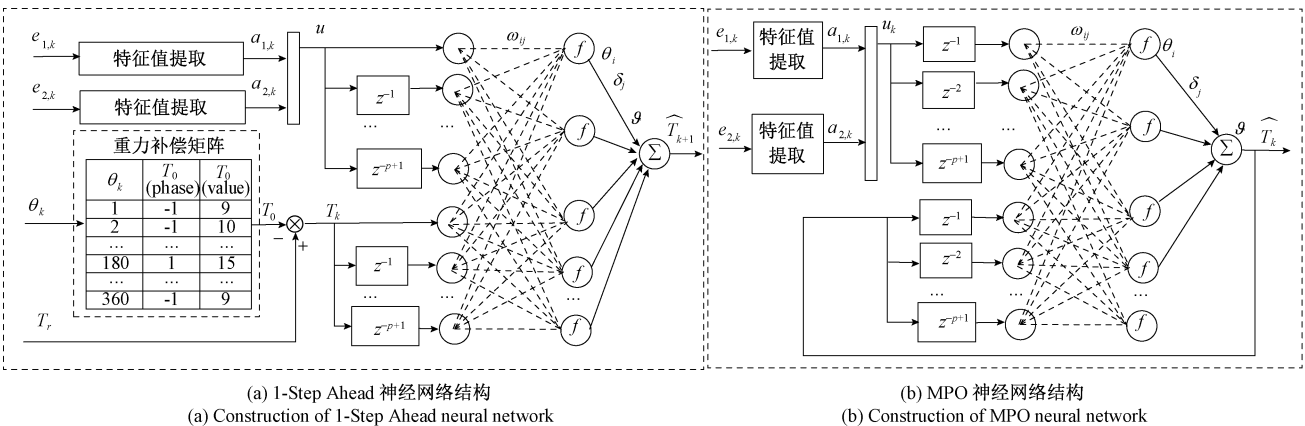 e1,k
特征值提取
a1,k
e2,k
特征值提取
a2,k
u
重力补偿矩阵
θk T0 (phase) T0 (value)
1 -1 9
2 -1 10
... ... ...
180 1 15
... ... ...
360 -1 9
θk
T0
−
+
Tk
Tr
z-1
...
z-p+1
z-1
...
z-p+1
...
...
ωij
f
f
f
f
...
f
θi
δj
ϑ
Σ
T̂k+1
(a) 1-Step Ahead 神经网络结构
(a) Construction of 1-Step Ahead neural network
e1,k
特征值
提取
a1,k
e2,k
特征值
提取
a2,k
uk
z-1
z-2
...
z-p+1
z-1
z-2
...
z-p+1
...
...
ωij
f
f
f
f
...
f
θi
δj
ϑ
Σ
T̂k
(b) MPO 神经网络结构
(b) Construction of MPO neural network